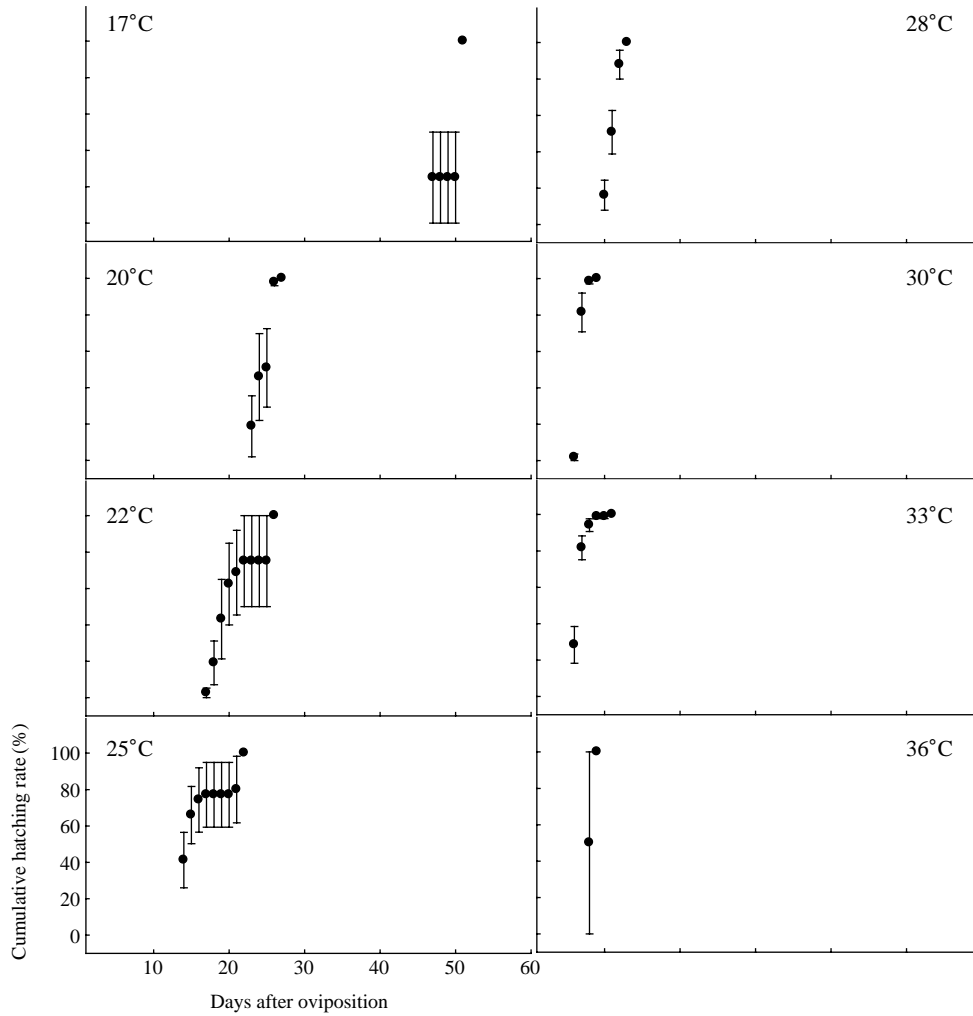 17°C
28°C
20°C
30°C
22°C
33°C
25°C
36°C
Cumulative hatching rate (%)
100
80
60
40
20
0
10 20 30 40 50 60
Days after oviposition